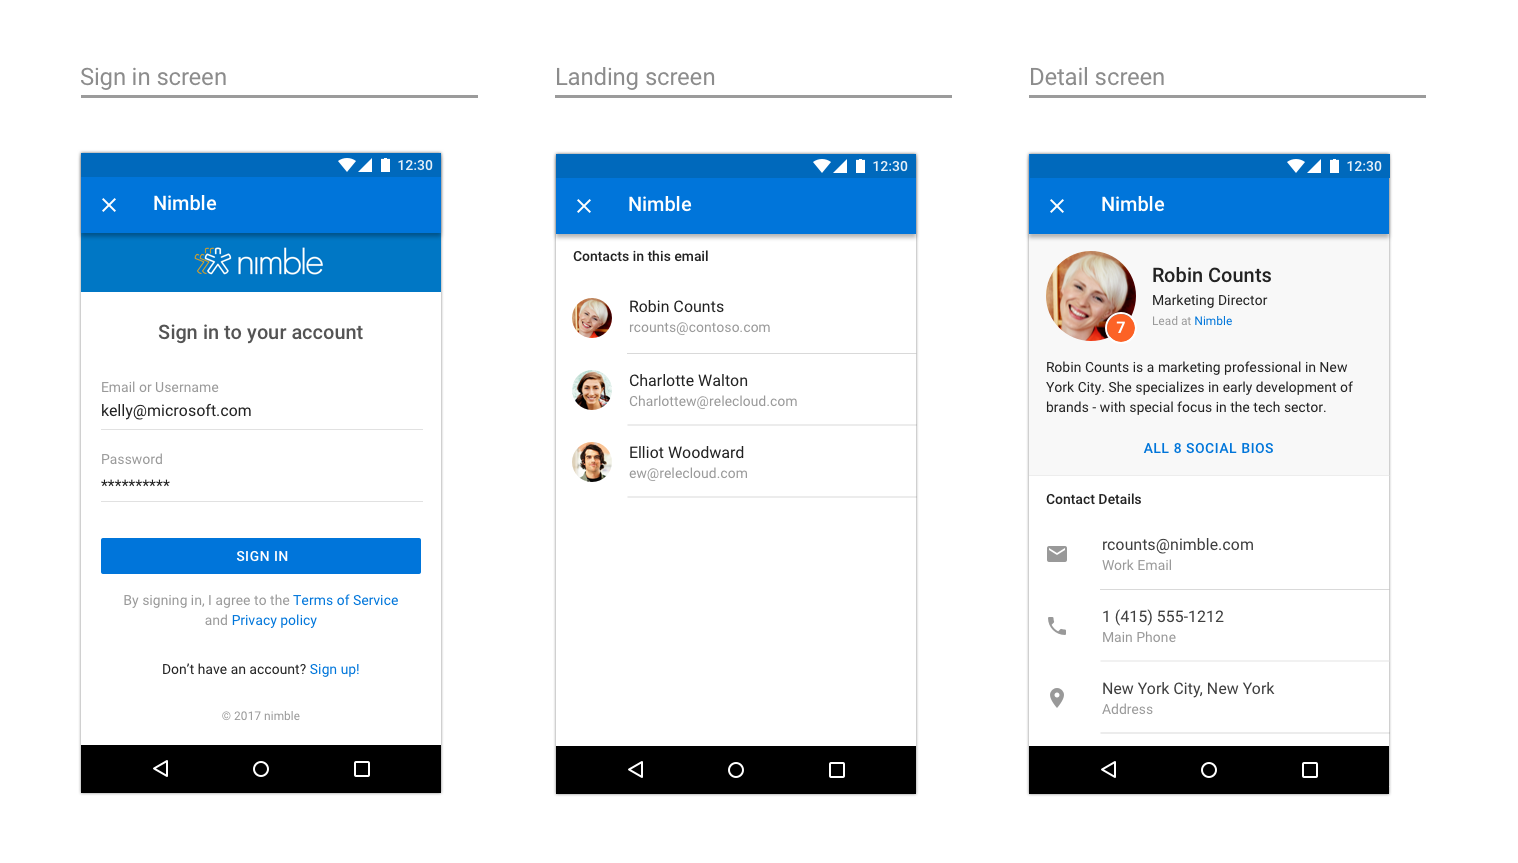 Sign in screen
12:30
Nimble
nimble
Sign in to your account
Email or Username
kelly@microsoft.com
Password
**********
SIGN IN
By signing in, I agree to the Terms of Service
and Privacy policy
Don’t have an account? Sign up!
© 2017 nimble
Landing screen
12:30
Nimble
Contacts in this email
Robin Counts
rcounts@contoso.com
Charlotte Walton
Charlottew@relecloud.com
Elliot Woodward
ew@relecloud.com
Detail screen
12:30
Nimble
Robin Counts
Marketing Director
Lead at Nimble
7
Robin Counts is a marketing professional in New
York City. She specializes in early development of
brands - with special focus in the tech sector.
ALL 8 SOCIAL BIOS
Contact Details
rcounts@nimble.com
Work Email
1 (415) 555-1212
Main Phone
New York City, New York
Address